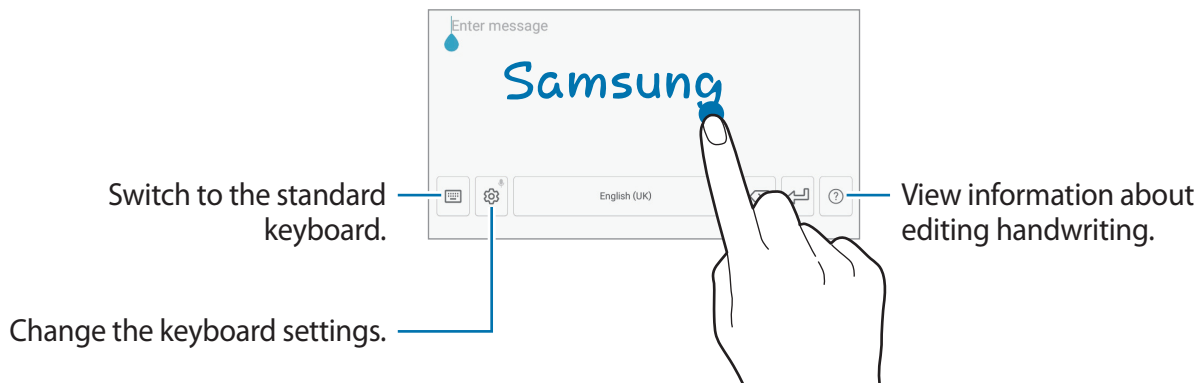 Enter message
Samsung
English (UK)
Switch to the standard
keyboard.
View information about
editing handwriting.
Change the keyboard settings.